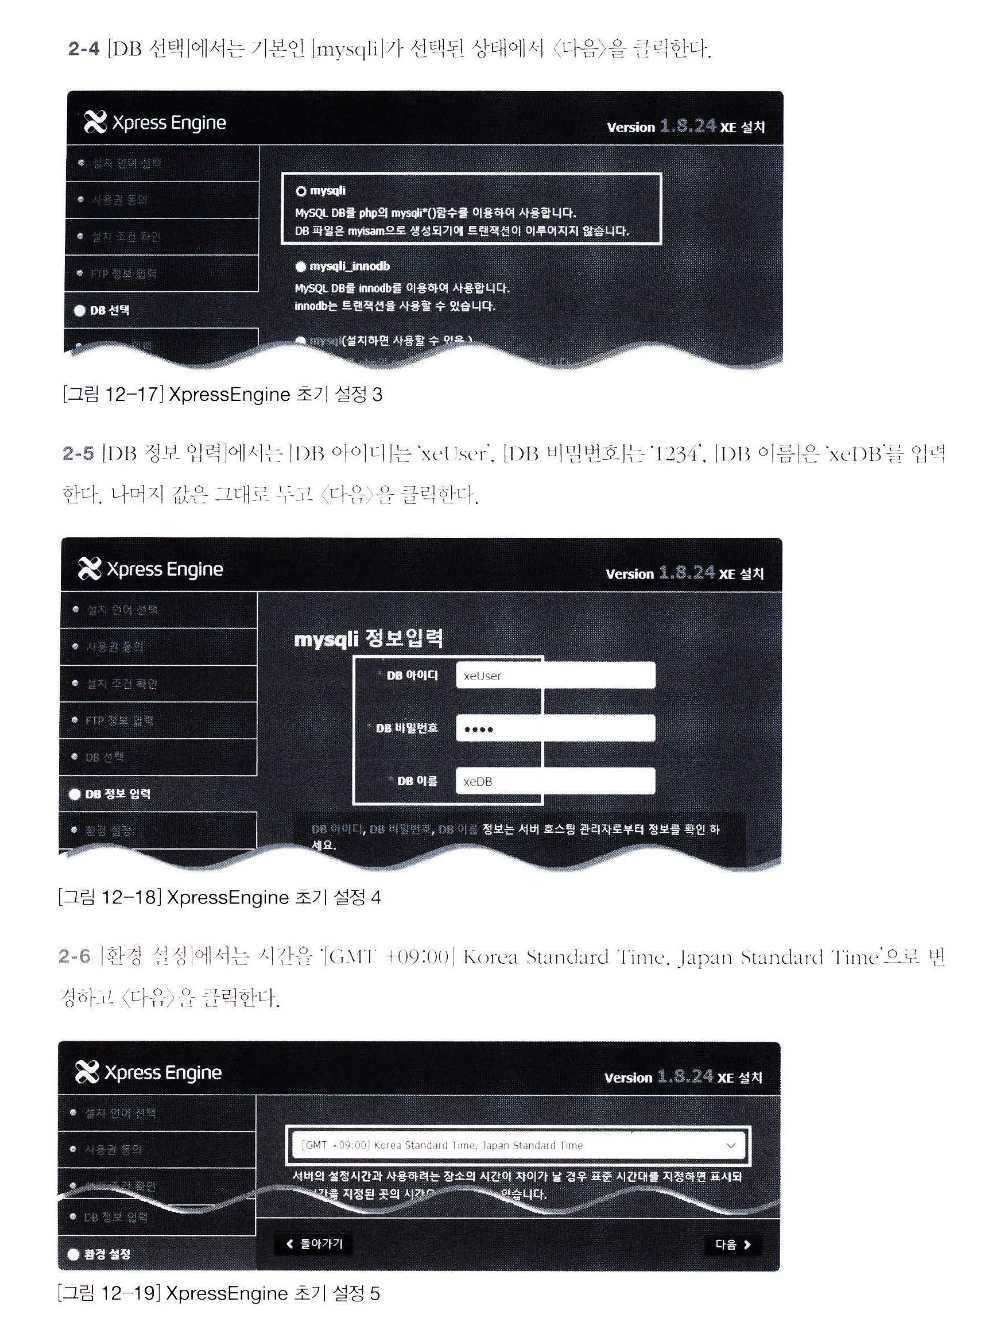 2-4 [DB 선택]에서는 기본인 [mysqli]가 선택된 상태에서 〈다음〉을 클릭한다.
Xpress Engine
Version 1.8.24 XE 설치
설치 언어 선택
사용권 동의
설치 조건 확인
FTP 정보 입력
DB 선택
mysqli
MySQL DB를 php의 mysqli*()함수를 이용하여 사용합니다.
DB 파일은 myisam으로 생성되기에 트랜잭션이 이루어지지 않습니다.
mysqli_innodb
MySQL DB를 innodb를 이용하여 사용합니다.
innodb는 트랜잭션을 사용할 수 있습니다.
mysql(설치하면 사용할 수 있음.)
[그림 12-17] XpressEngine 초기 설정 3
2-5 [DB 정보 입력]에서는 [DB 아이디]는 ‘xeUser’, [DB 비밀번호]는 ‘1234’, [DB 이름]은 ‘xeDB’를 입력
한다. 나머지 값은 그대로 두고 〈다음〉을 클릭한다.
Xpress Engine
Version 1.8.24 XE 설치
설치 언어 선택
사용권 동의
설치 조건 확인
FTP 정보 입력
DB 선택
DB 정보 입력
환경 설정
mysqli 정보입력
* DB 아이디 xeUser
* DB 비밀번호 ••••
* DB 이름 xeDB
DB 아이디, DB 비밀번호, DB 이름 정보는 서버 호스팅 관리자로부터 정보를 확인 하
세요.
[그림 12-18] XpressEngine 초기 설정 4
2-6 [환경 설정]에서는 시간을 ‘[GMT +09:00] Korea Standard Time, Japan Standard Time’으로 변
경하고 〈다음〉을 클릭한다.
Xpress Engine
Version 1.8.24 XE 설치
설치 언어 선택
사용권 동의
확인
DB 정보 입력
환경 설정
[GMT +09:00] Korea Standard Time, Japan Standard Time
서버의 설정시간과 사용하려는 장소의 시간이 차이가 날 경우 표준 시간대를 지정하면 표시되
지정된 곳의 있습니다.
돌아가기
다음
[그림 12-19] XpressEngine 초기 설정 5